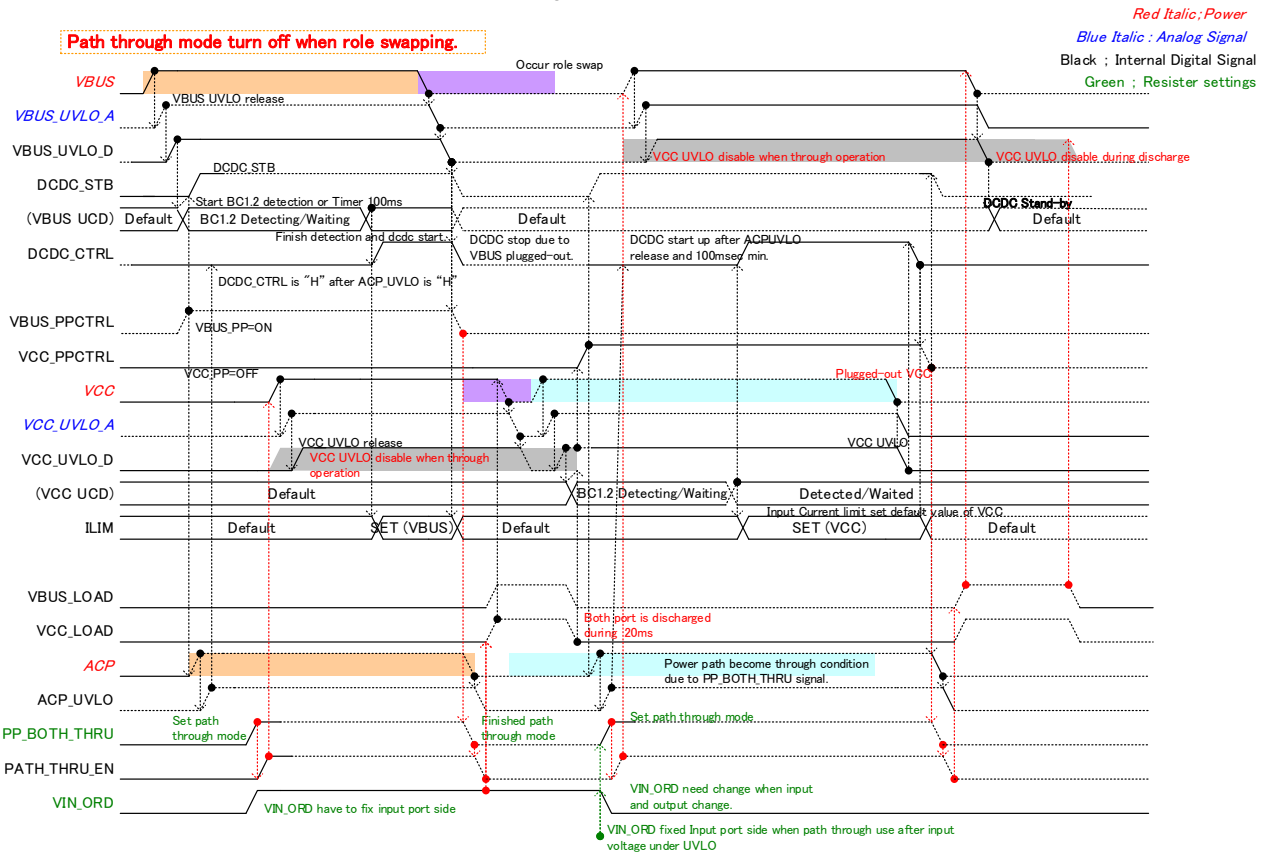 Red Italic;Power
Path through mode turn off when role swapping.
Blue Italic : Analog Signal
Black ; Internal Digital Signal
Green ; Resister settings
Occur role swap
VBUS
VBUS UVLO release
VBUS_UVLO_A
VBUS_UVLO_D
VCC UVLO disable when through operation
VCC UVLO disable during discharge
DCDC_STB
DCDC_STB
Start BC1.2 detection or Timer 100ms
DCDC Stand-by
(VBUS UCD)
Default
BC1.2 Detecting/Waiting
Default
Default
Finish detection and dcdc start.
DCDC stop due to
VBUS plugged-out.
DCDC start up after ACPUVLO
release and 100msec min.
DCDC_CTRL
DCDC_CTRL is "H" after ACP_UVLO is "H"
VBUS_PPCTRL
VBUS_PP=ON
VCC_PPCTRL
VCC_PP=OFF
Plugged-out VCC
VCC
VCC_UVLO_A
VCC UVLO release
VCC UVLO
VCC_UVLO_D
VCC UVLO disable when through
operation
(VCC UCD)
Default
BC1.2 Detecting/Waiting
Detected/Waited
Input Current limit set default value of VCC
ILIM
Default
SET (VBUS)
Default
SET (VCC)
Default
VBUS_LOAD
Both port is discharged
during 20ms
VCC_LOAD
ACP
Power path become through condition
due to PP_BOTH_THRU signal.
ACP_UVLO
Set path
through mode
Finished path
through mode
Set path through mode
PP_BOTH_THRU
PATH_THRU_EN
VIN_ORD
VIN_ORD have to fix input port side
VIN_ORD need change when input
and output change.
VIN_ORD fixed Input port side when path through use after input
voltage under UVLO